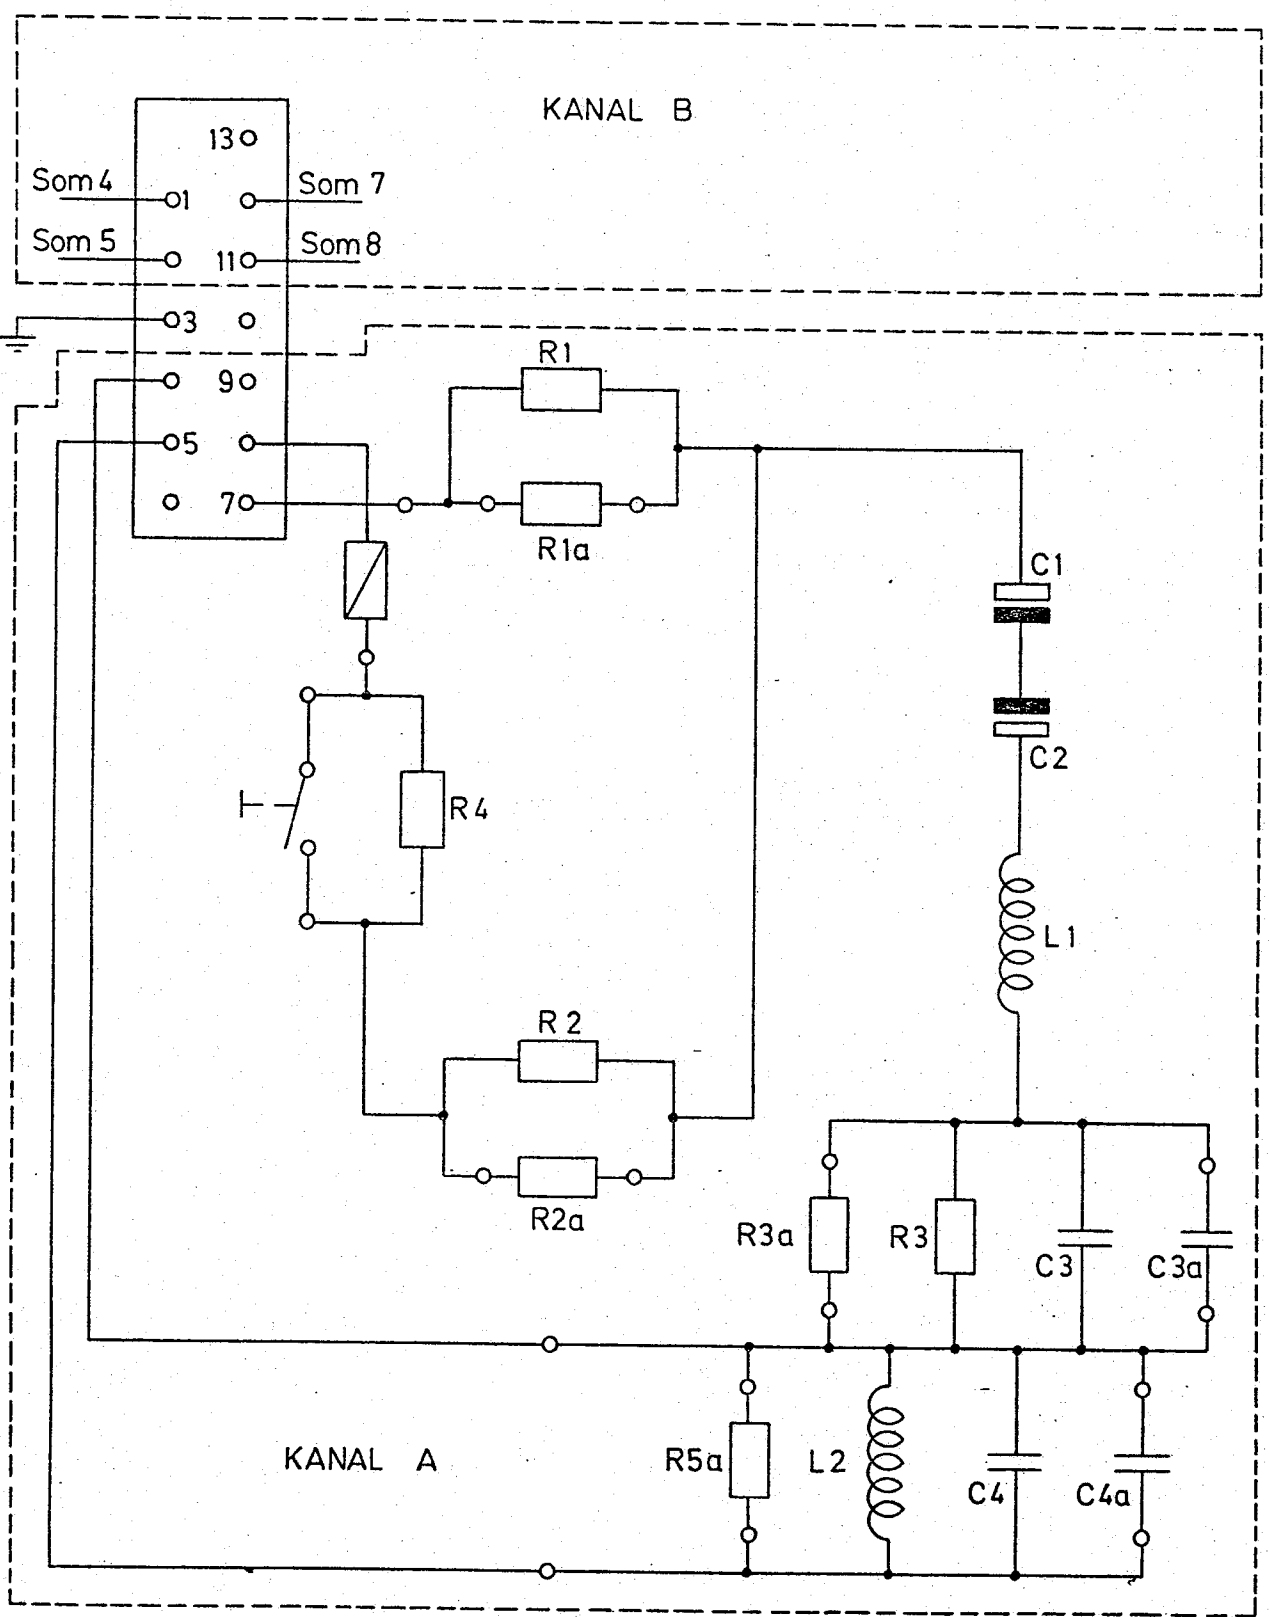 KANAL B
13
Som 4
1
Som 7
Som 5
11
Som 8
3
9
5
7
R1
R1a
C1
C2
R4
L1
R2
R2a
R3a
R3
C3
C3a
KANAL A
R5a
L2
C4
C4a